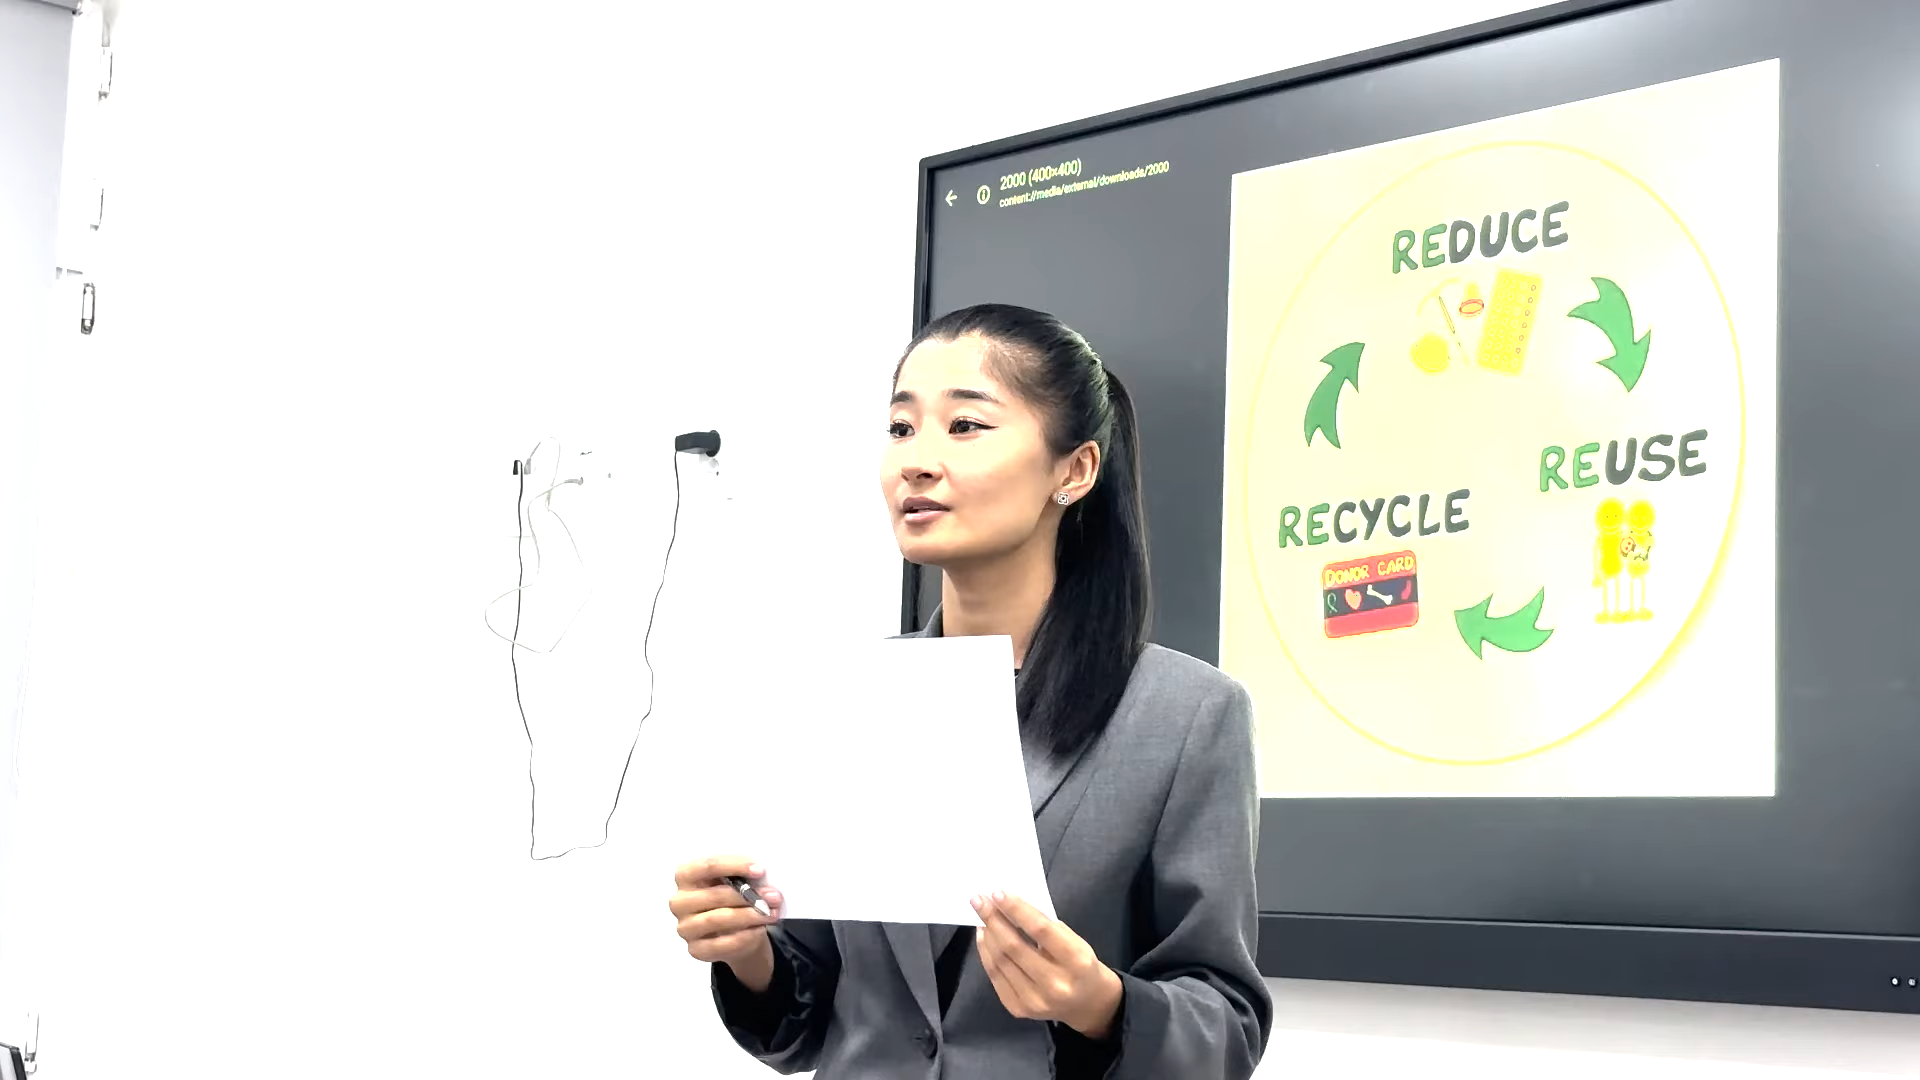 2000 (400×400)
content://media/external/downloads/2000
REDUCE
REUSE
RECYCLE
DONOR CARD